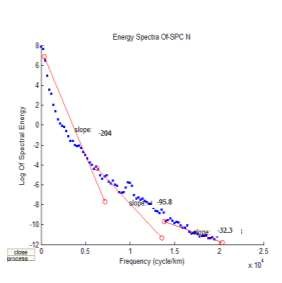 Energy Spectra Of-SPC N
Log Of Spectral Energy
8
6
4
2
0
-2
-4
-6
-8
-10
-12
slope: -204
slope: -95.8
slope: -32.3
0 0.5 1 1.5 2 2.5
x 10^4
Frequency (cycle/km)
close
process...